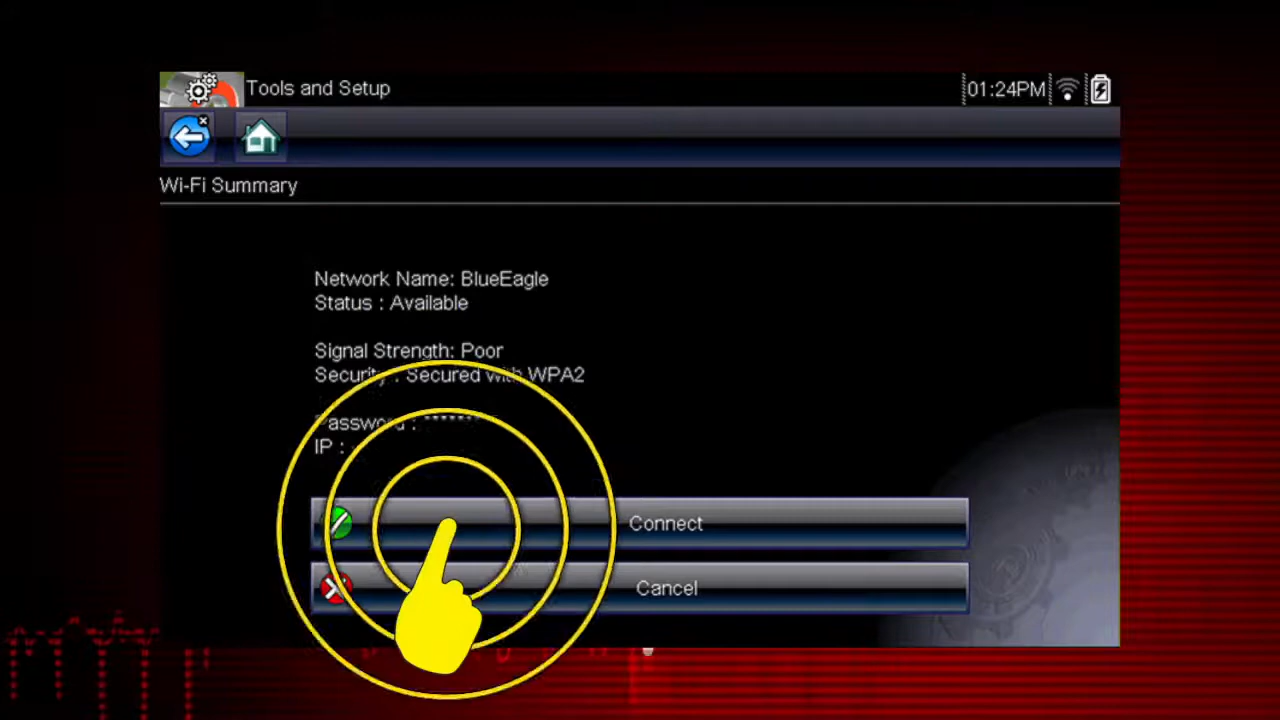 Tools and Setup
01:24PM
Wi-Fi Summary
Network Name: BlueEagle
Status : Available
Signal Strength: Poor
Security : Secured with WPA2
Password : *******
IP :
Connect
Cancel